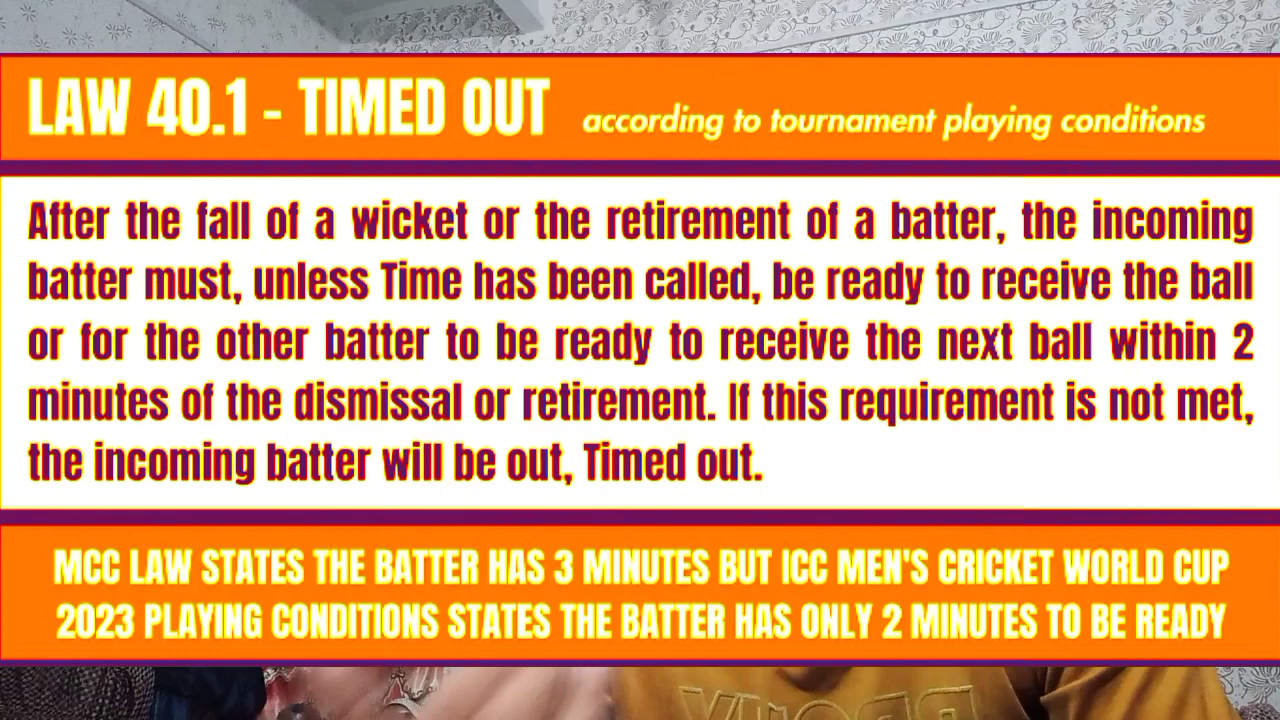 LAW 40.1 - TIMED OUT according to tournament playing conditions
After the fall of a wicket or the retirement of a batter, the incoming
batter must, unless Time has been called, be ready to receive the ball
or for the other batter to be ready to receive the next ball within 2
minutes of the dismissal or retirement. If this requirement is not met,
the incoming batter will be out, Timed out.
MCC LAW STATES THE BATTER HAS 3 MINUTES BUT ICC MEN'S CRICKET WORLD CUP
2023 PLAYING CONDITIONS STATES THE BATTER HAS ONLY 2 MINUTES TO BE READY